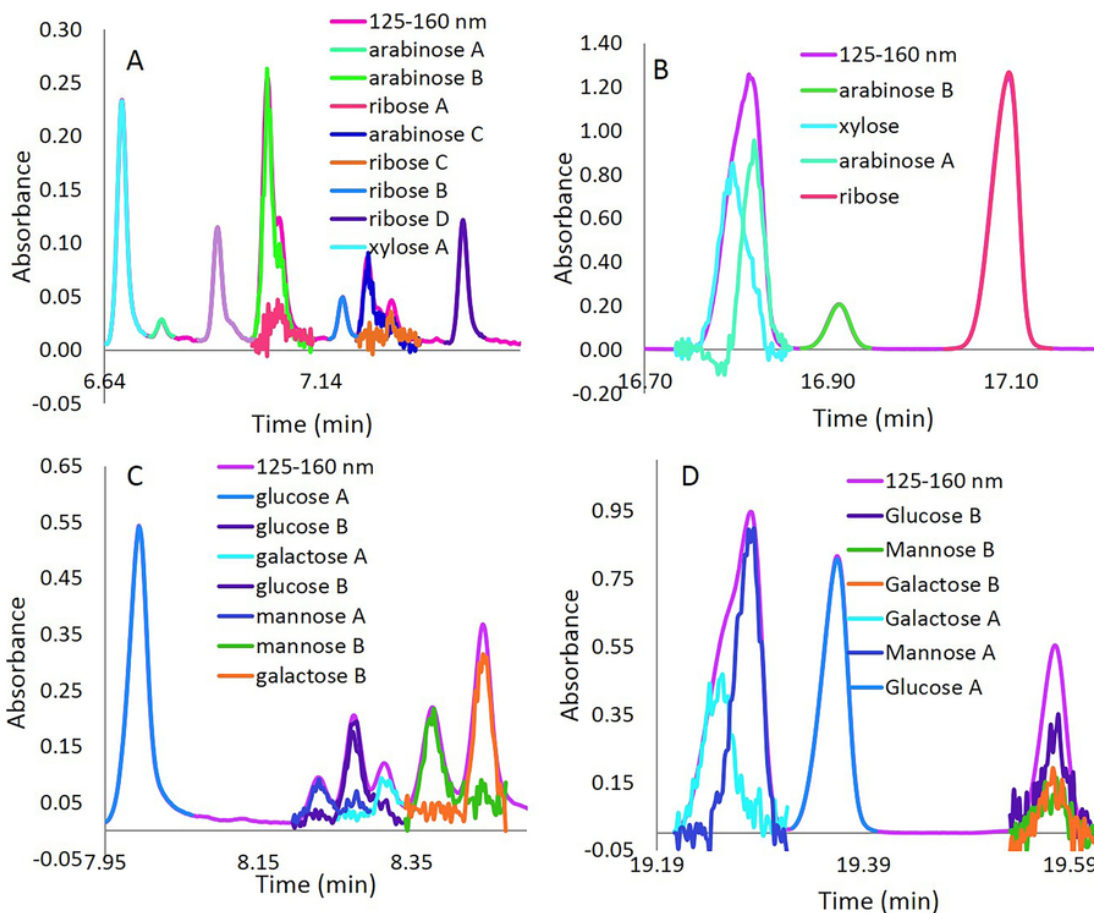 A
0.30
0.25
0.20
0.15
0.10
0.05
0.00
-0.05
Absorbance
6.64
7.14
Time (min)
125-160 nm
arabinose A
arabinose B
ribose A
arabinose C
ribose C
ribose B
ribose D
xylose A
B
1.40
1.20
1.00
0.80
0.60
0.40
0.20
0.00
-0.20
Absorbance
16.70
16.90
17.10
Time (min)
125-160 nm
arabinose B
xylose
arabinose A
ribose
C
0.65
0.55
0.45
0.35
0.25
0.15
0.05
-0.05
Absorbance
7.95
8.15
8.35
Time (min)
125-160 nm
glucose A
glucose B
galactose A
glucose B
mannose A
mannose B
galactose B
D
0.95
0.75
0.55
0.35
0.15
-0.05
Absorbance
19.19
19.39
19.59
Time (min)
125-160 nm
Glucose B
Mannose B
Galactose B
Galactose A
Mannose A
Glucose A